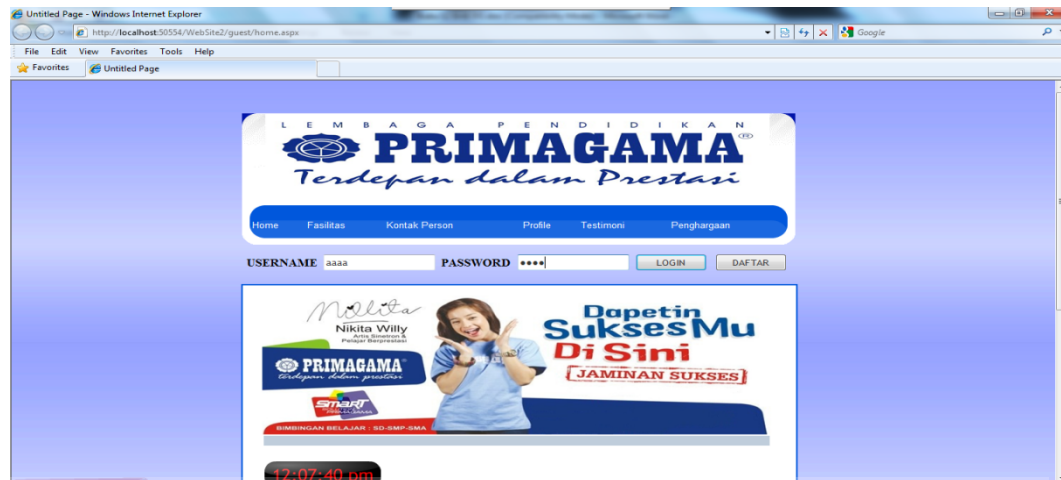 Untitled Page - Windows Internet Explorer
http://localhost:50554/WebSite2/guest/home.aspx
Google
File Edit View Favorites Tools Help
Favorites Untitled Page
LEMBAGA PENDIDIKAN
PRIMAGAMA®
Terdepan dalam Prestasi
Home Fasilitas Kontak Person Profile Testimoni Penghargaan
USERNAME aaaa PASSWORD •••• LOGIN DAFTAR
Nikita Willy
Artis Sinetron &
Pelajar Berprestasi
PRIMAGAMA
terdepan dalam prestasi
SMART
BIMBINGAN BELAJAR : SD-SMP-SMA
Dapetin
SuksesMu
Di Sini
JAMINAN SUKSES
12:07:40 pm